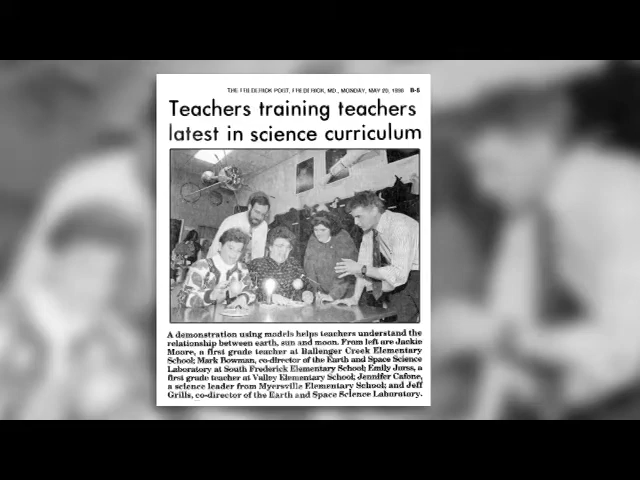 THE FREDERICK POST, FREDERICK, MD., MONDAY, MAY 20, 1996 B-5
Teachers training teachers
latest in science curriculum
A demonstration using models helps teachers understand the
relationship between earth, sun and moon. From left are Jackie
Moore, a first grade teacher at Ballenger Creek Elementary
School; Mark Bowman, co-director of the Earth and Space Science
Laboratory at South Frederick Elementary School; Emily Jurss, a
first grade teacher at Valley Elementary School; Jennifer Cafone,
a science leader from Myersville Elementary School; and Jeff
Grills, co-director of the Earth and Space Science Laboratory.